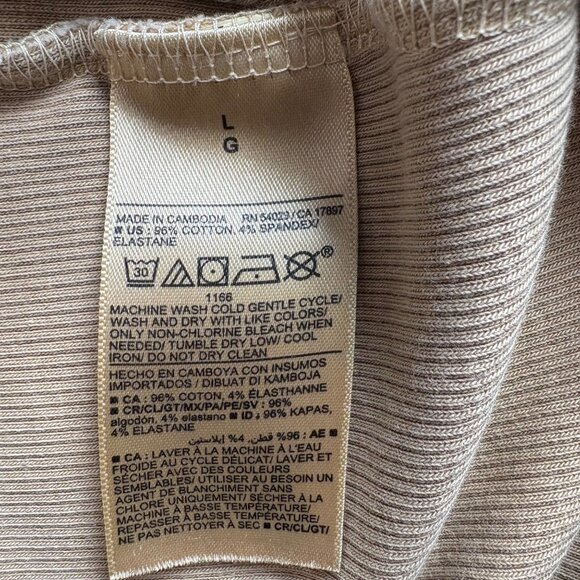 L
G
MADE IN CAMBODIA RN 54023 / CA 17897
■ US : 96% COTTON, 4% SPANDEX/
ELASTANE
30
®
1166
MACHINE WASH COLD GENTLE CYCLE/
WASH AND DRY WITH LIKE COLORS/
ONLY NON-CHLORINE BLEACH WHEN
NEEDED/ TUMBLE DRY LOW/ COOL
IRON/ DO NOT DRY CLEAN
HECHO EN CAMBOYA CON INSUMOS
IMPORTADOS / DIBUAT DI KAMBOJA
■ CA : 96% COTON, 4% ÉLASTHANNE
■ CR/CL/GT/MX/PA/PE/SV : 96%
algodón, 4% elastano ■ ID : 96% KAPAS,
4% ELASTANE
■ AE : 96% قطن, 4% إيلاستين
■ CA : LAVER À LA MACHINE À L'EAU
FROIDE AU CYCLE DÉLICAT/ LAVER ET
SÉCHER AVEC DES COULEURS
SEMBLABLES/ UTILISER AU BESOIN UN
AGENT DE BLANCHIMENT SANS
CHLORE UNIQUEMENT/ SÉCHER À LA
MACHINE À BASSE TEMPÉRATURE/
REPASSER À BASSE TEMPÉRATURE/
NE PAS NETTOYER À SEC ■ CR/CL/GT/